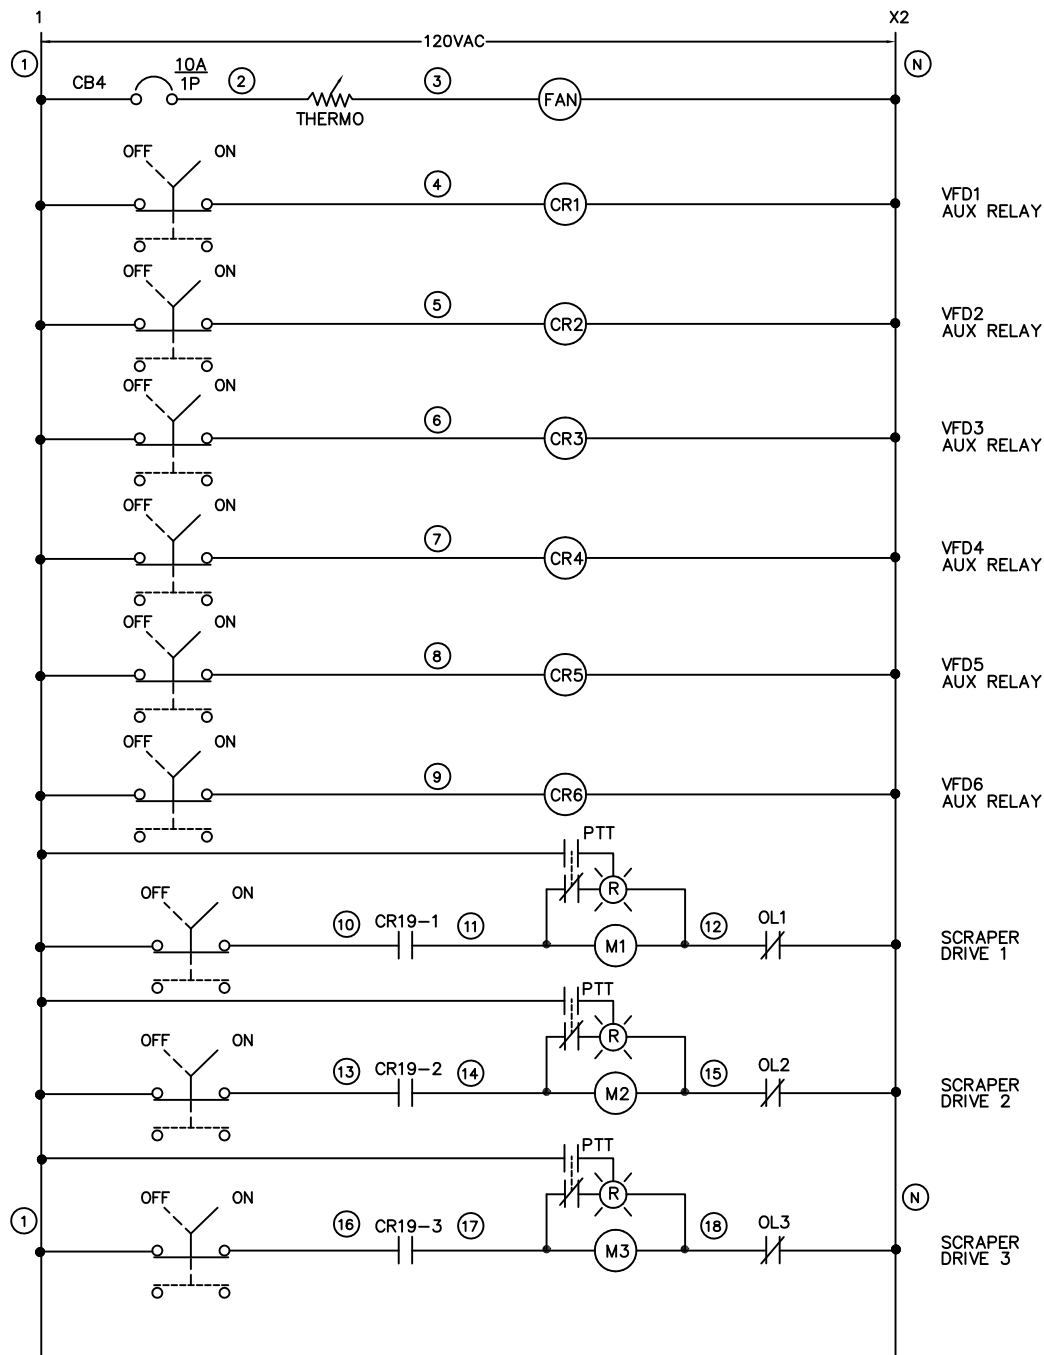 1 X2
120VAC
1 N
CB4 10A 1P 2 3 FAN
THERMO
OFF ON
4 CR1 VFD1
AUX RELAY
OFF ON
5 CR2 VFD2
AUX RELAY
OFF ON
6 CR3 VFD3
AUX RELAY
OFF ON
7 CR4 VFD4
AUX RELAY
OFF ON
8 CR5 VFD5
AUX RELAY
OFF ON
9 CR6 VFD6
AUX RELAY
PTT
OFF ON R
10 CR19-1 11 M1 12 OL1 SCRAPER
DRIVE 1
PTT
OFF ON R
13 CR19-2 14 M2 15 OL2 SCRAPER
DRIVE 2
PTT
OFF ON R N
1 16 CR19-3 17 M3 18 OL3 SCRAPER
DRIVE 3